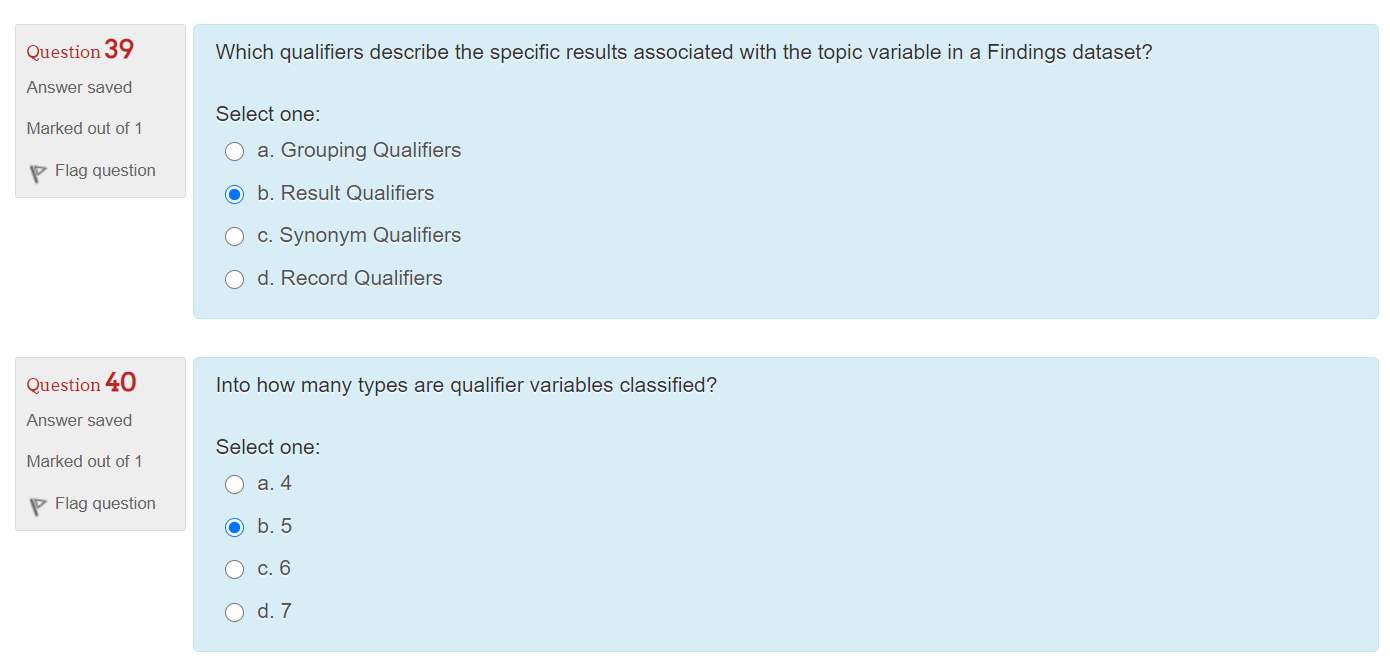 Question 39
Answer saved
Marked out of 1
Flag question
Which qualifiers describe the specific results associated with the topic variable in a Findings dataset?
Select one:
a. Grouping Qualifiers
b. Result Qualifiers
c. Synonym Qualifiers
d. Record Qualifiers
Question 40
Answer saved
Marked out of 1
Flag question
Into how many types are qualifier variables classified?
Select one:
a. 4
b. 5
c. 6
d. 7